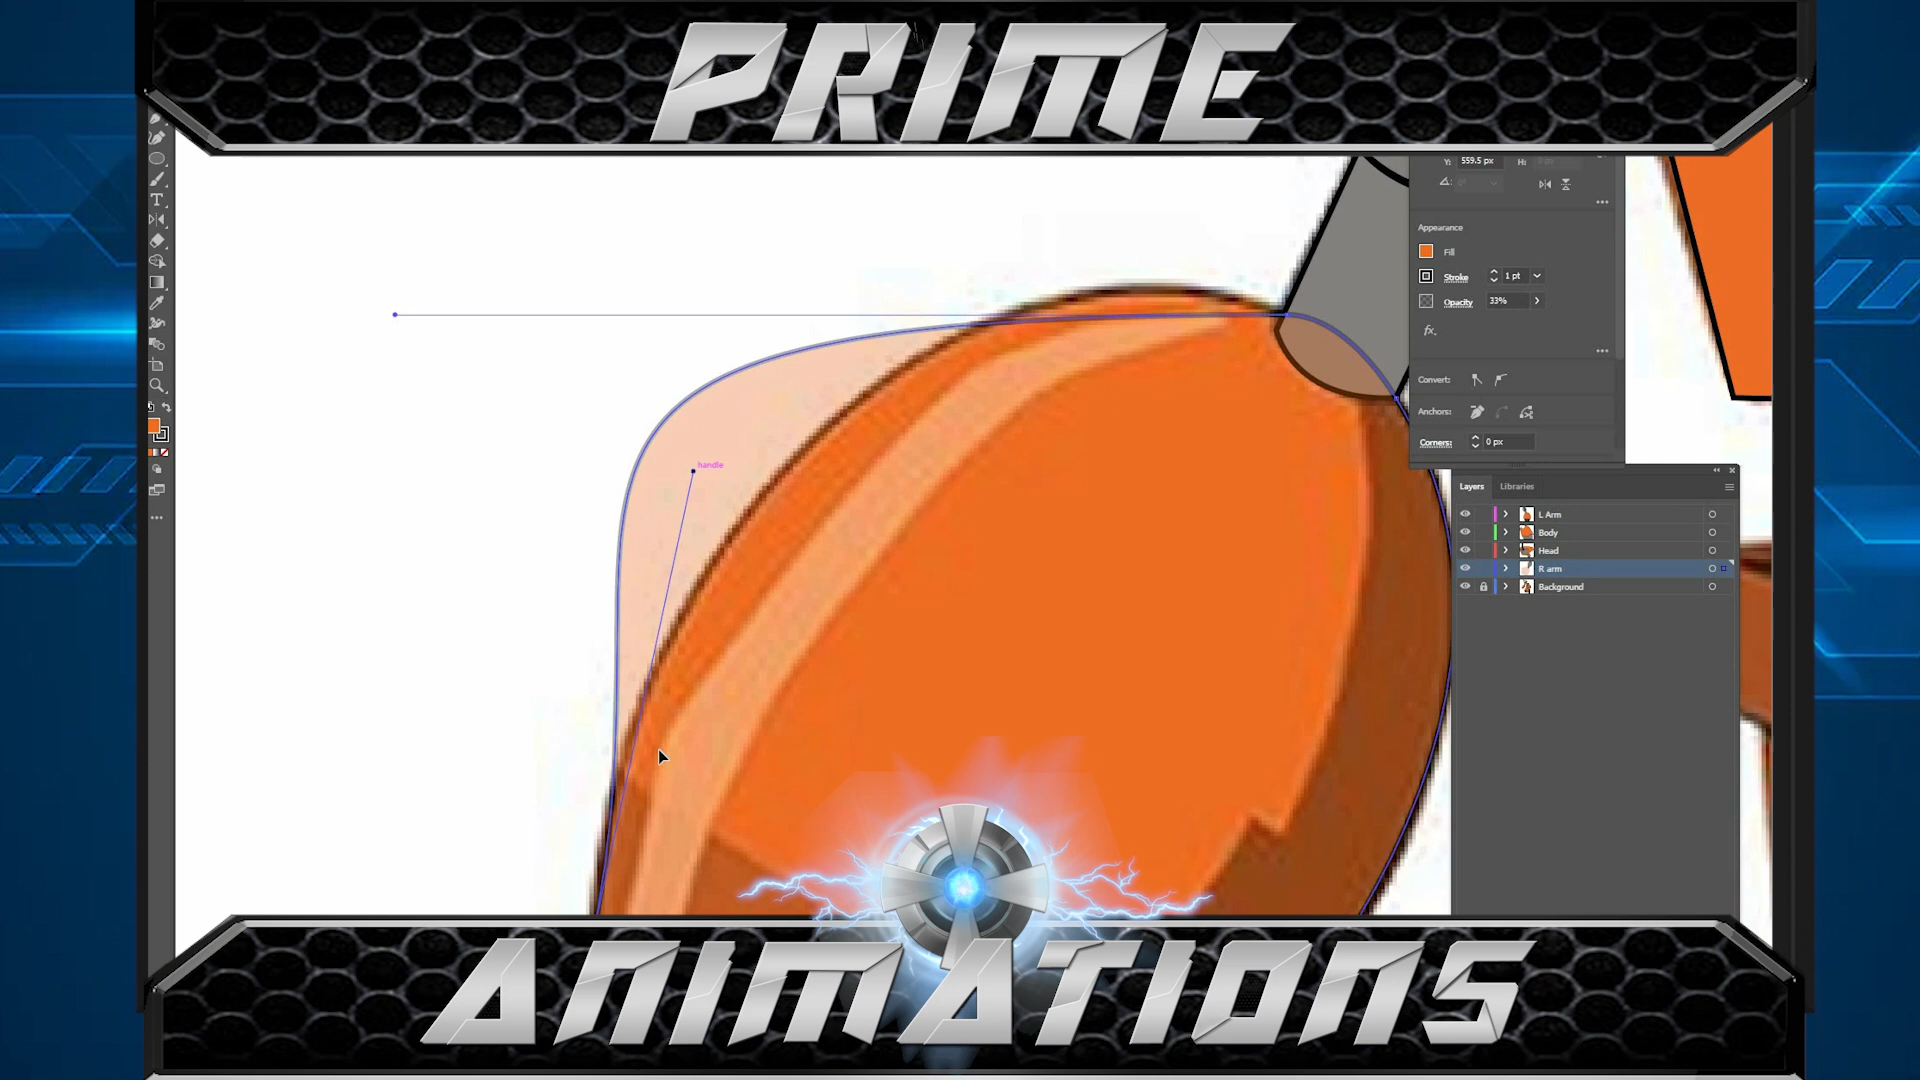 PRIME
Y: 559.5 px H:
Appearance
Fill
Stroke 1 pt
Opacity 33%
fx.
Convert:
Anchors:
Corners: 0 px
handle
Layers Libraries
L Arm
Body
Head
R arm
Background
ANIMATIONS